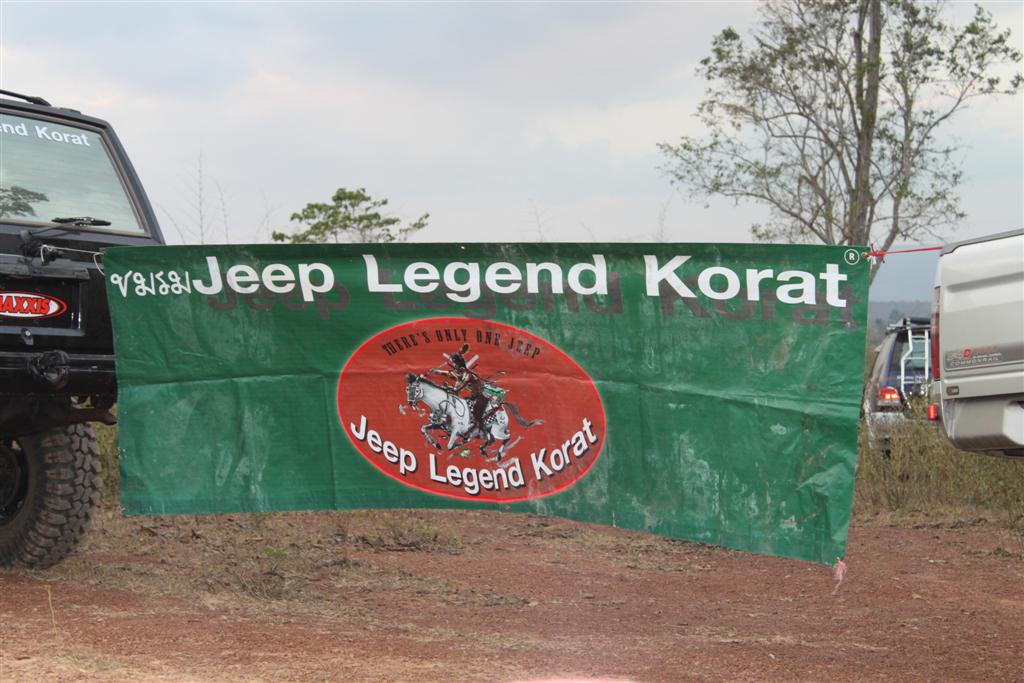 nd Korat
MAXXIS
ชมรมJeep Legend Korat ®
THERE'S ONLY ONE JEEP
Jeep Legend Korat
COMMONRAIL